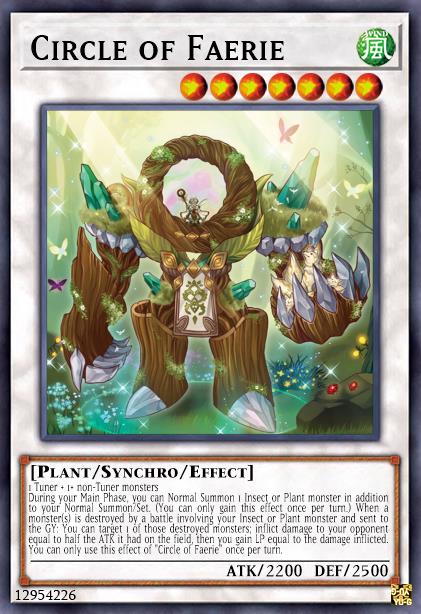 CIRCLE OF FAERIE
WIND
風
[PLANT/SYNCHRO/EFFECT]
1 Tuner + 1+ non-Tuner monsters
During your Main Phase, you can Normal Summon 1 Insect or Plant monster in addition
to your Normal Summon/Set. (You can only gain this effect once per turn.) When a
monster(s) is destroyed by a battle involving your Insect or Plant monster and sent to
the GY: You can target 1 of those destroyed monsters; inflict damage to your opponent
equal to half the ATK it had on the field, then you gain LP equal to the damage inflicted.
You can only use this effect of "Circle of Faerie" once per turn.
ATK/2200 DEF/2500
12954226